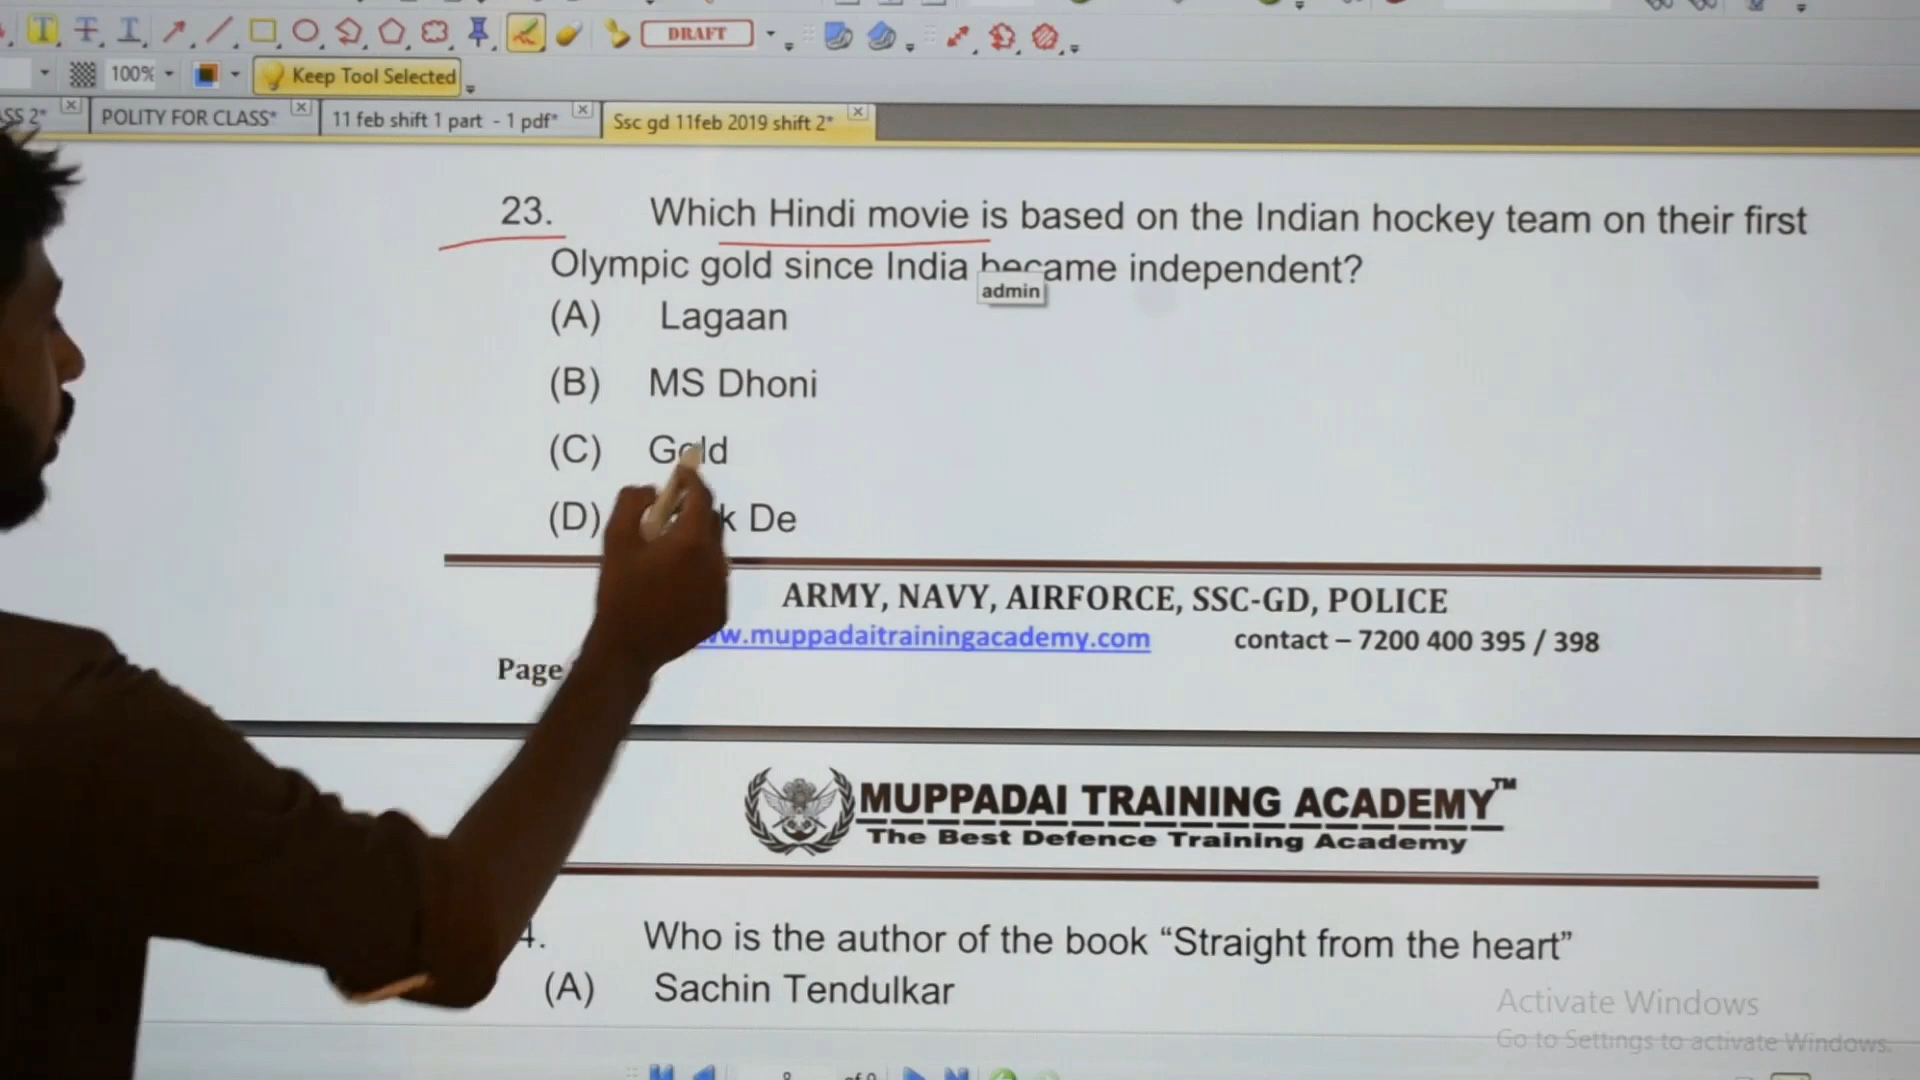 DRAFT
100%
Keep Tool Selected
SS 2*
POLITY FOR CLASS*
11 feb shift 1 part - 1 pdf*
Ssc gd 11feb 2019 shift 2*
23. Which Hindi movie is based on the Indian hockey team on their first
Olympic gold since India became independent?
admin
(A) Lagaan
(B) MS Dhoni
(C) Gold
(D) k De
ARMY, NAVY, AIRFORCE, SSC-GD, POLICE
w.muppadaitrainingacademy.com contact – 7200 400 395 / 398
Page
MUPPADAI TRAINING ACADEMY™
The Best Defence Training Academy
4. Who is the author of the book “Straight from the heart”
(A) Sachin Tendulkar
Activate Windows
Go to Settings to activate Windows.